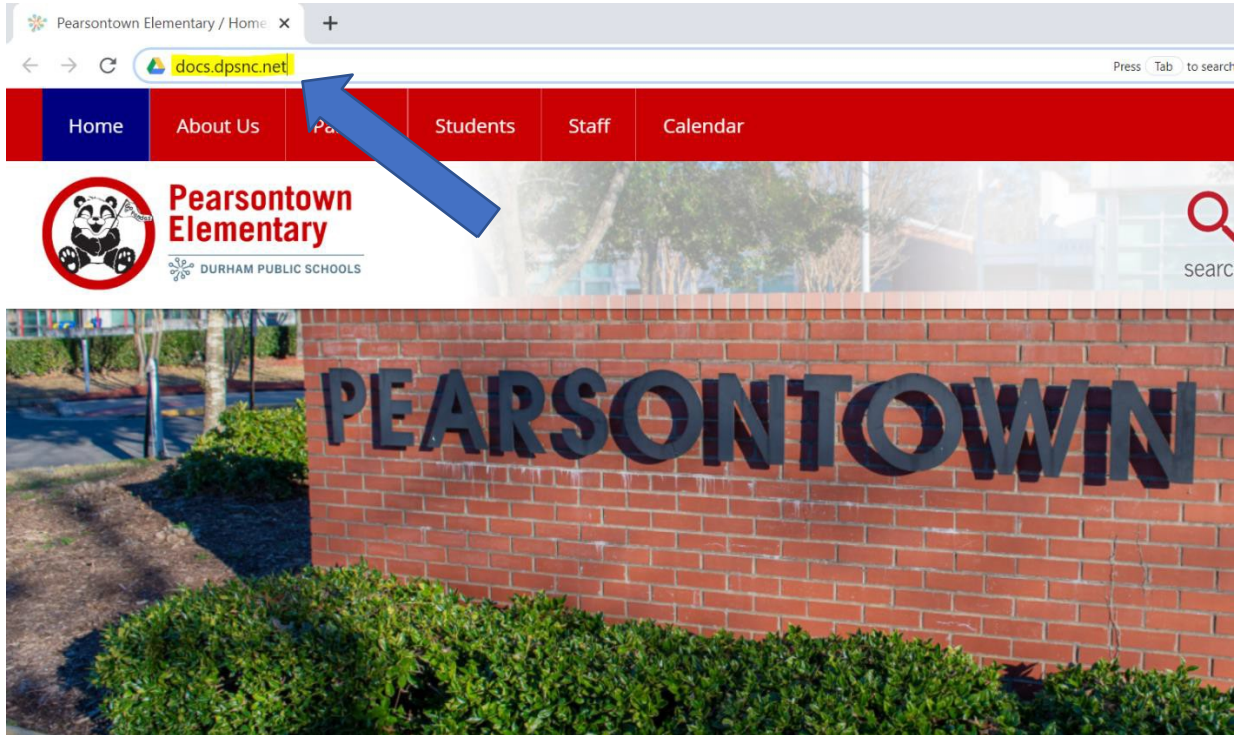 Pearsontown Elementary / Home
docs.dpsnc.net
Press Tab to search
Home About Us Students Staff Calendar
Pearsontown
Elementary
DURHAM PUBLIC SCHOOLS
PEARSONTOWN